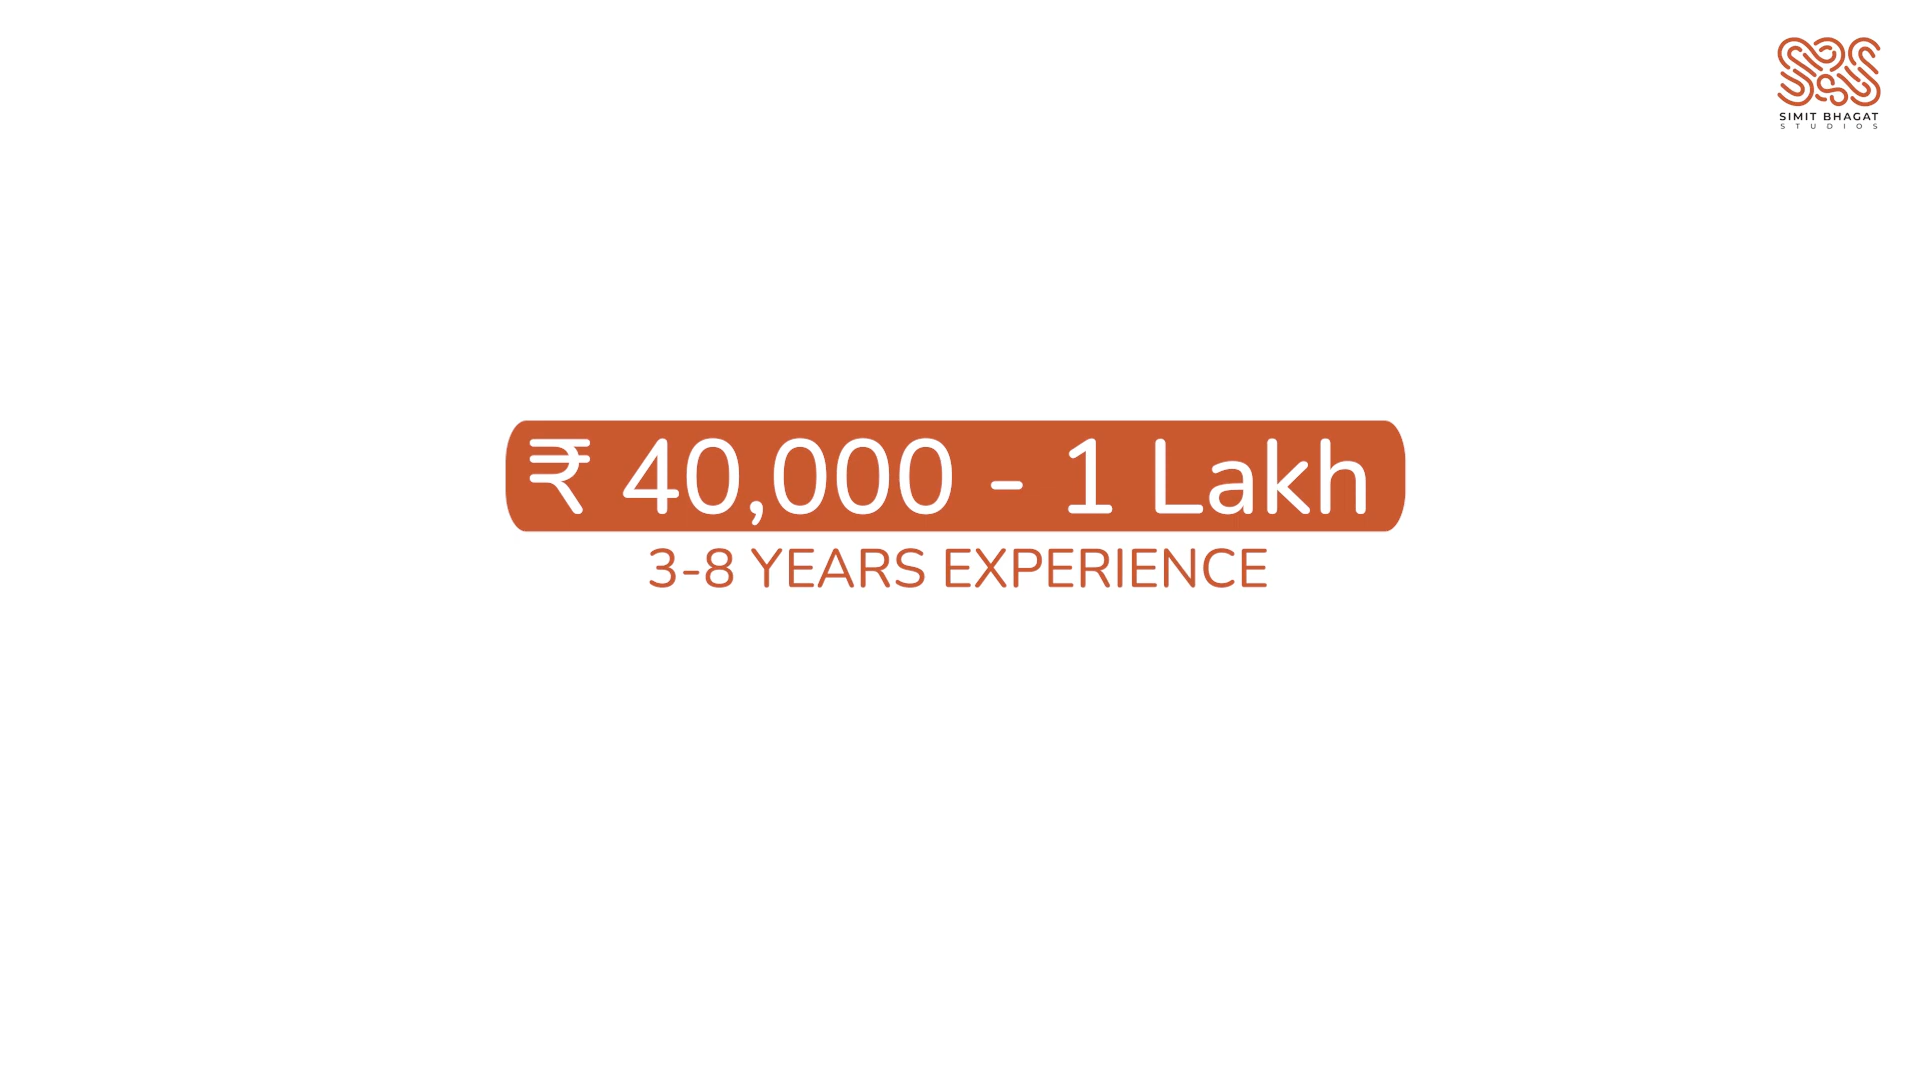 SIMIT BHAGAT
STUDIOS
₹ 40,000 - 1 Lakh
3-8 YEARS EXPERIENCE